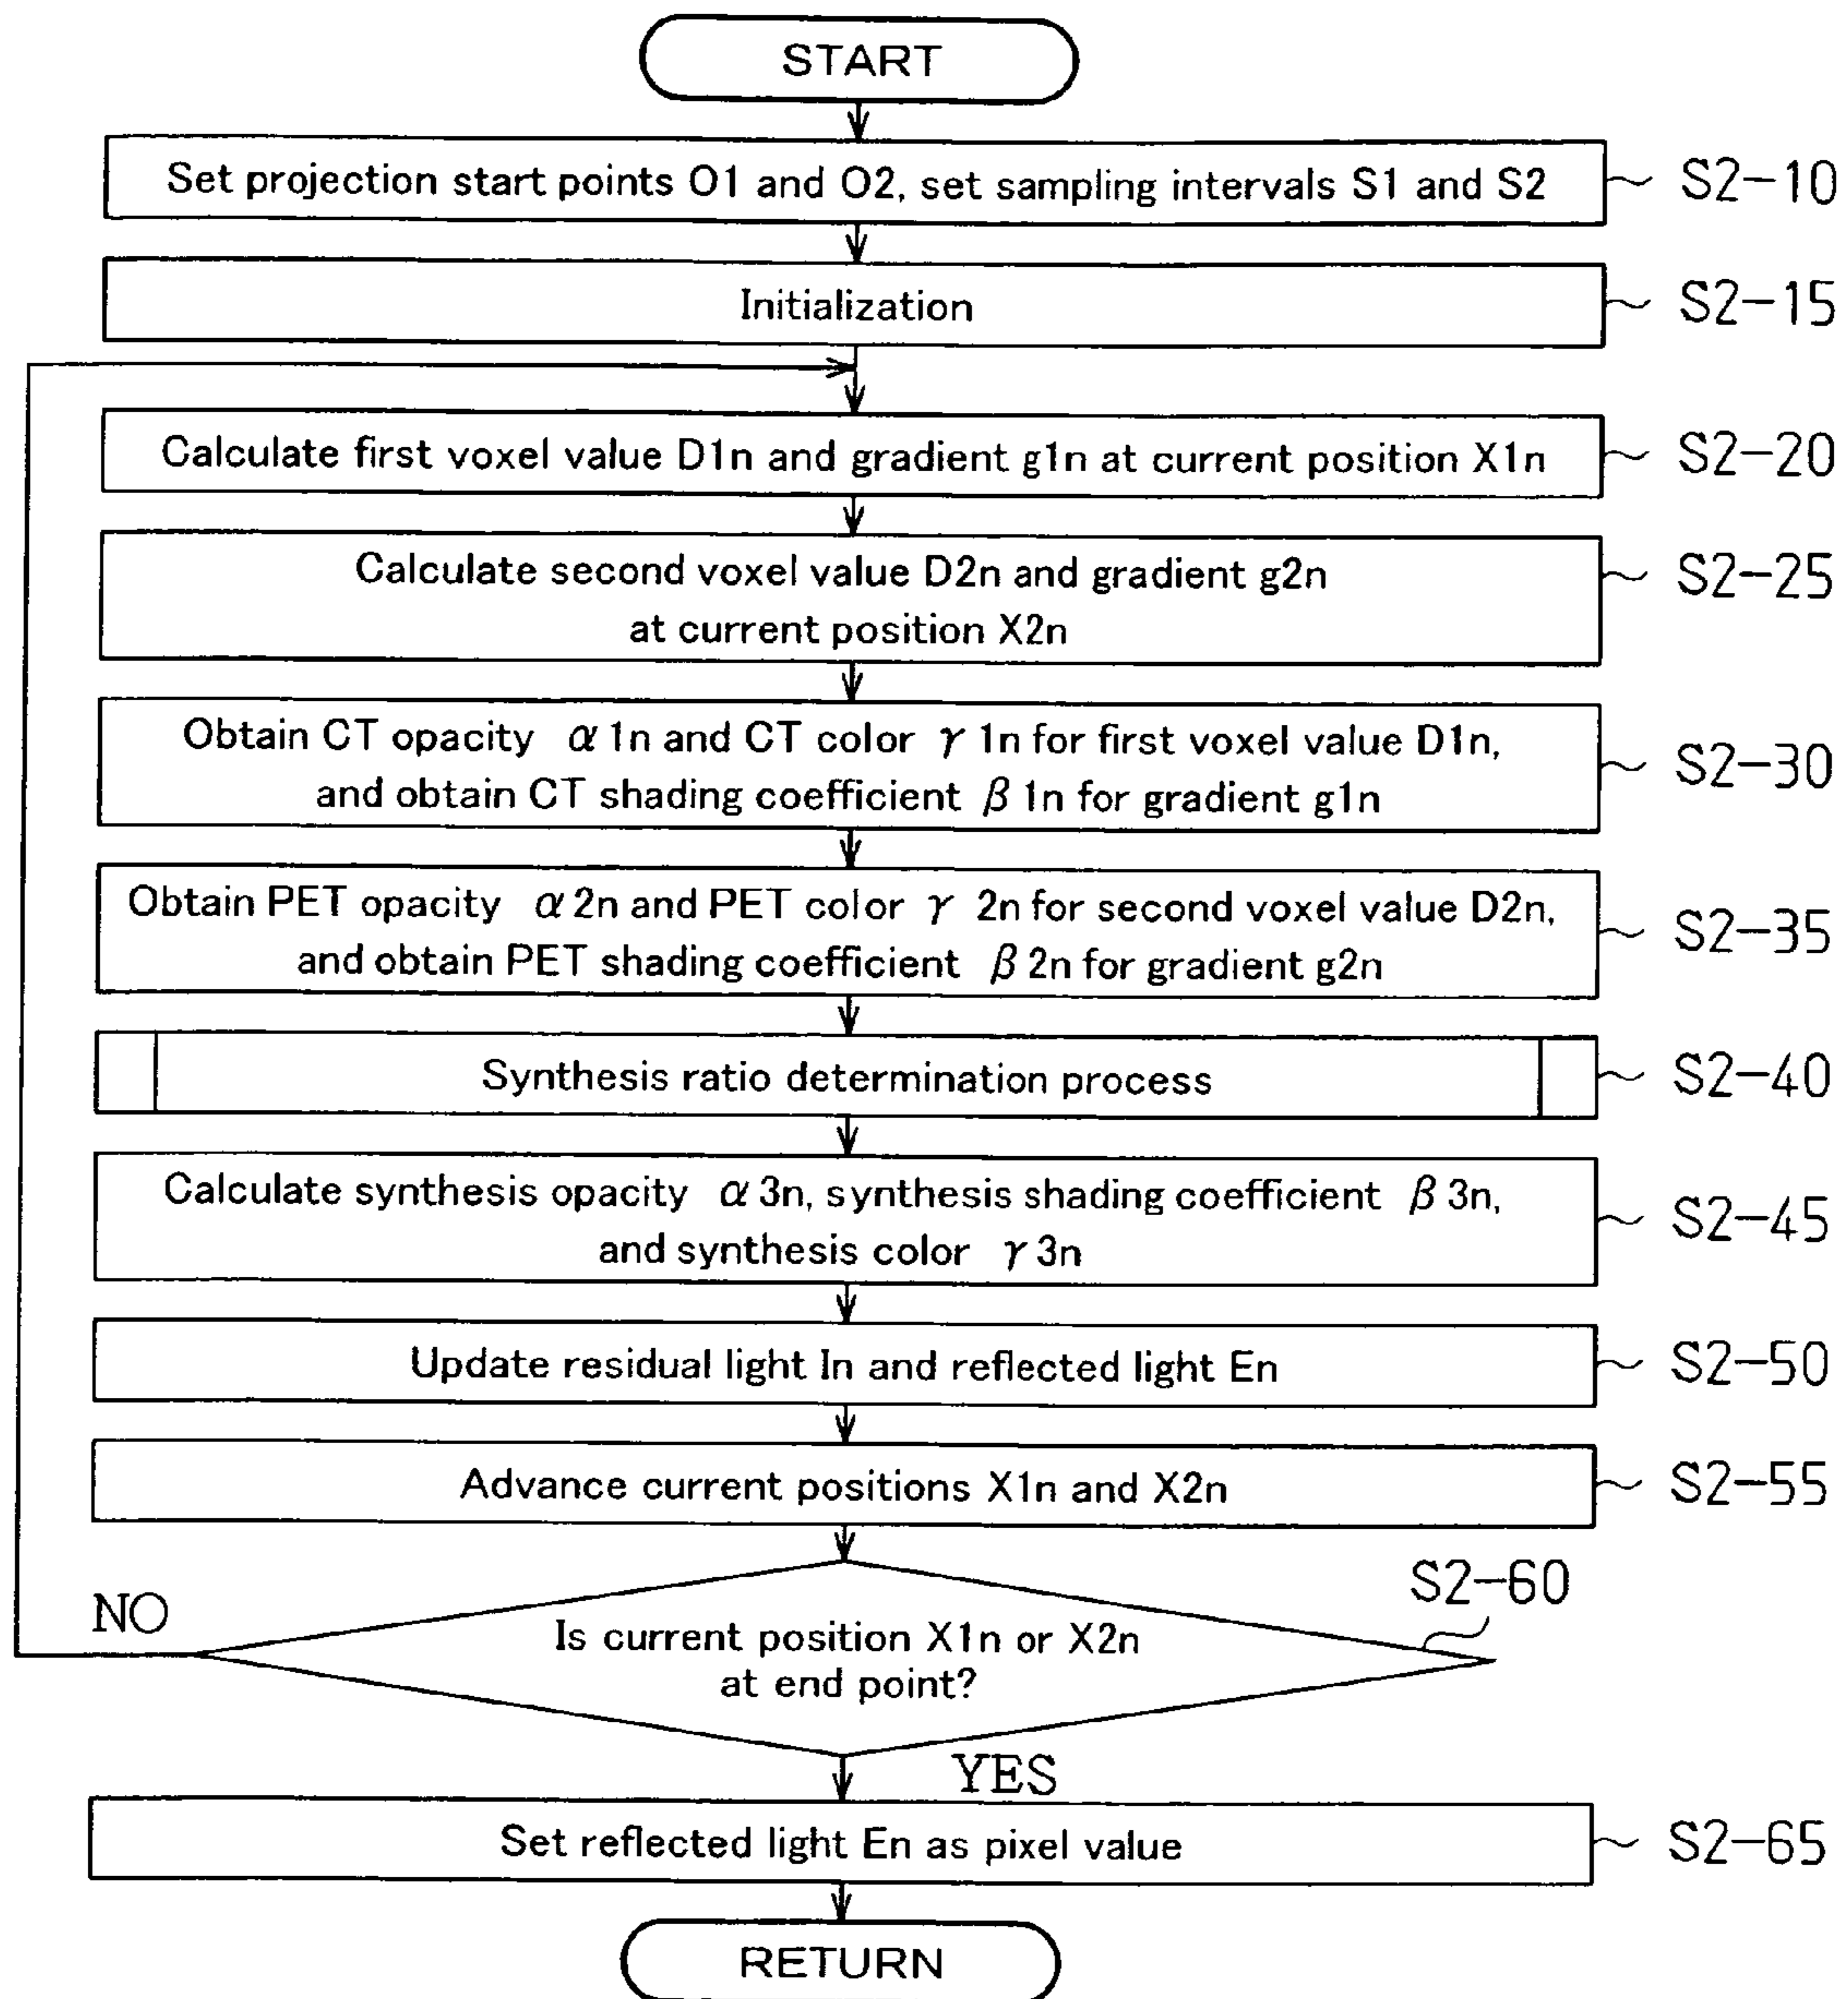 START
Set projection start points O1 and O2, set sampling intervals S1 and S2
S2-10
Initialization
S2-15
Calculate first voxel value D1n and gradient g1n at current position X1n
S2-20
Calculate second voxel value D2n and gradient g2n
at current position X2n
S2-25
Obtain CT opacity α1n and CT color γ1n for first voxel value D1n,
and obtain CT shading coefficient β1n for gradient g1n
S2-30
Obtain PET opacity α2n and PET color γ2n for second voxel value D2n,
and obtain PET shading coefficient β2n for gradient g2n
S2-35
Synthesis ratio determination process
S2-40
Calculate synthesis opacity α3n, synthesis shading coefficient β3n,
and synthesis color γ3n
S2-45
Update residual light In and reflected light En
S2-50
Advance current positions X1n and X2n
S2-55
S2-60
NO
Is current position X1n or X2n
at end point?
YES
Set reflected light En as pixel value
S2-65
RETURN